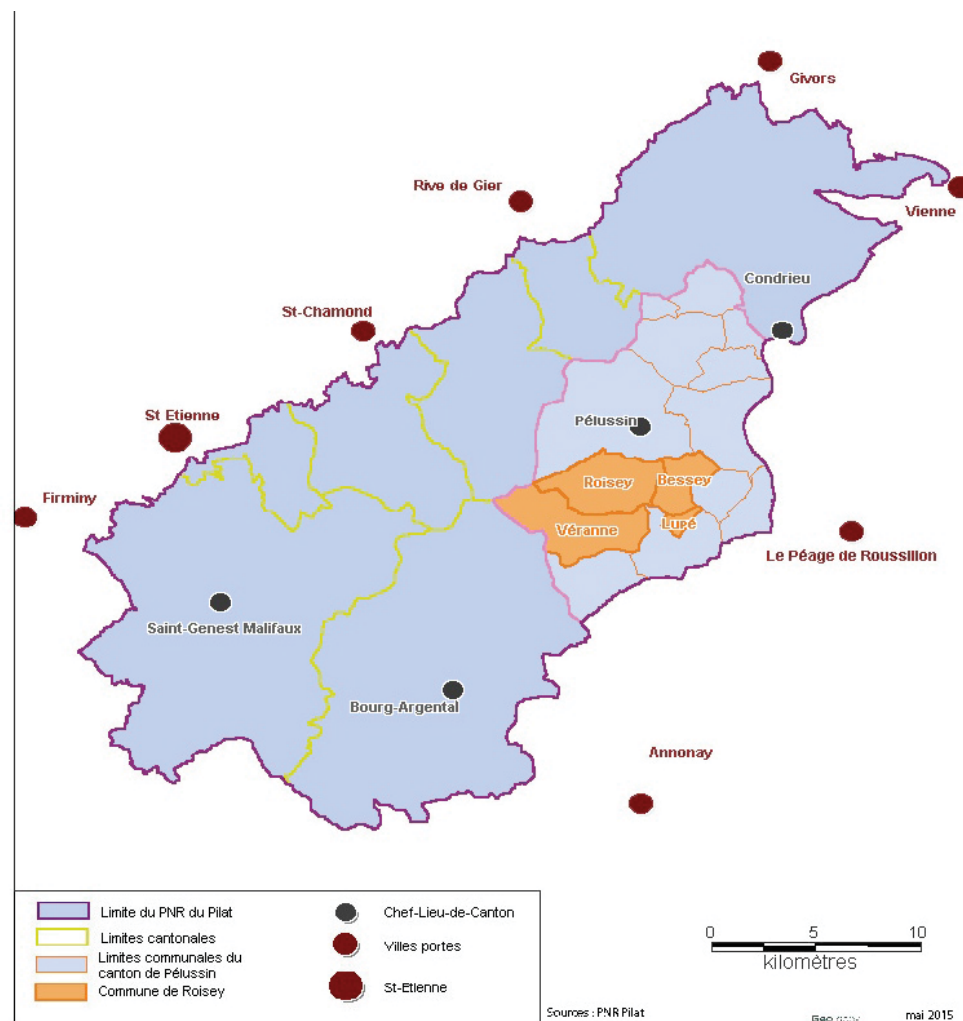 Givors
Rive de Gier
Vienne
Condrieu
St-Chamond
St Etienne
Pélussin
Firminy
Roisey
Bessey
Véranne
Lupé
Le Péage de Roussillon
Saint-Genest Malifaux
Bourg-Argental
Annonay
Limite du PNR du Pilat
Limites cantonales
Limites communales du
canton de Pélussin
Commune de Roisey
Chef-Lieu-de-Canton
Villes portes
St-Etienne
0 5 10
kilomètres
Sources : PNR Pilat
mai 2015